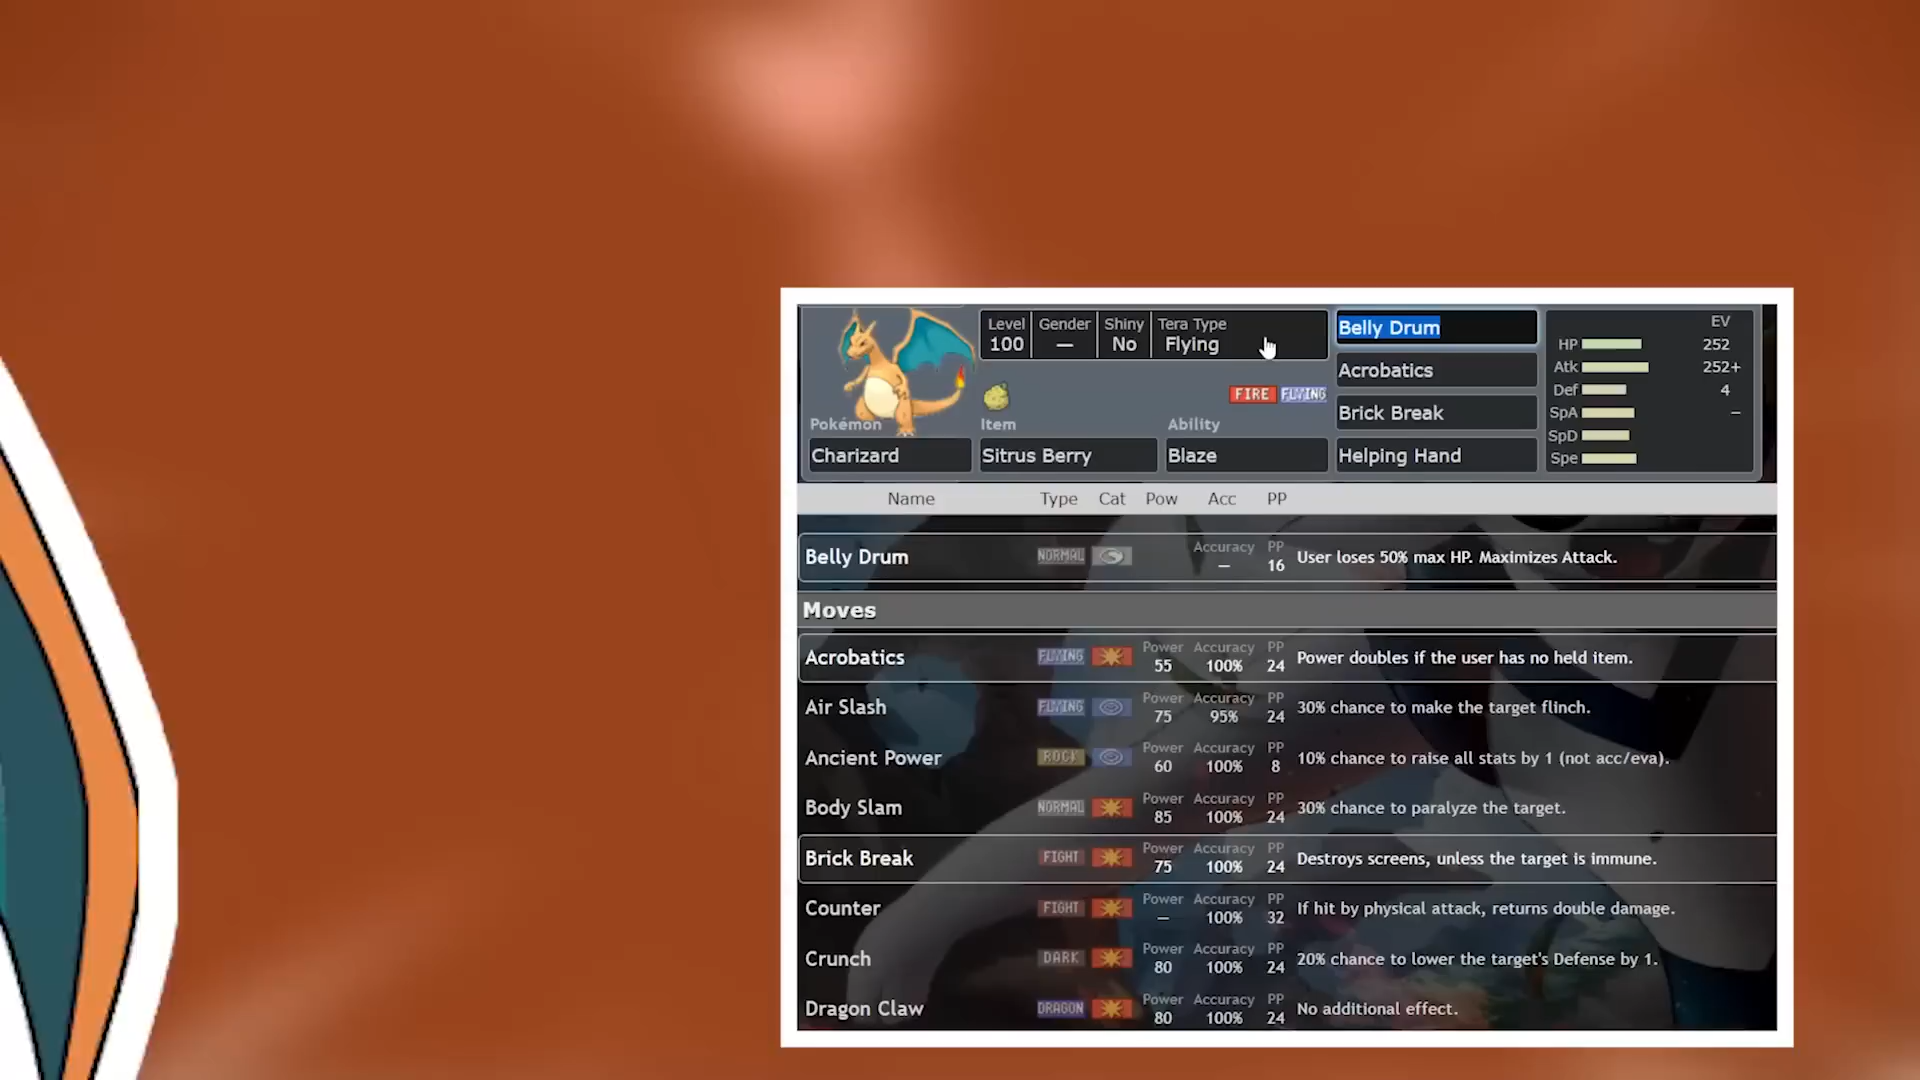 Level Gender Shiny Tera Type
100 — No Flying
FIRE FLYING
Pokémon Item Ability
Charizard Sitrus Berry Blaze
Belly Drum
Acrobatics
Brick Break
Helping Hand
EV
HP 252
Atk 252+
Def 4
SpA –
SpD
Spe
Name Type Cat Pow Acc PP
Belly Drum NORMAL Accuracy — PP 16 User loses 50% max HP. Maximizes Attack.
Moves
Acrobatics FLYING Power 55 Accuracy 100% PP 24 Power doubles if the user has no held item.
Air Slash FLYING Power 75 Accuracy 95% PP 24 30% chance to make the target flinch.
Ancient Power ROCK Power 60 Accuracy 100% PP 8 10% chance to raise all stats by 1 (not acc/eva).
Body Slam NORMAL Power 85 Accuracy 100% PP 24 30% chance to paralyze the target.
Brick Break FIGHT Power 75 Accuracy 100% PP 24 Destroys screens, unless the target is immune.
Counter FIGHT Power — Accuracy 100% PP 32 If hit by physical attack, returns double damage.
Crunch DARK Power 80 Accuracy 100% PP 24 20% chance to lower the target's Defense by 1.
Dragon Claw DRAGON Power 80 Accuracy 100% PP 24 No additional effect.